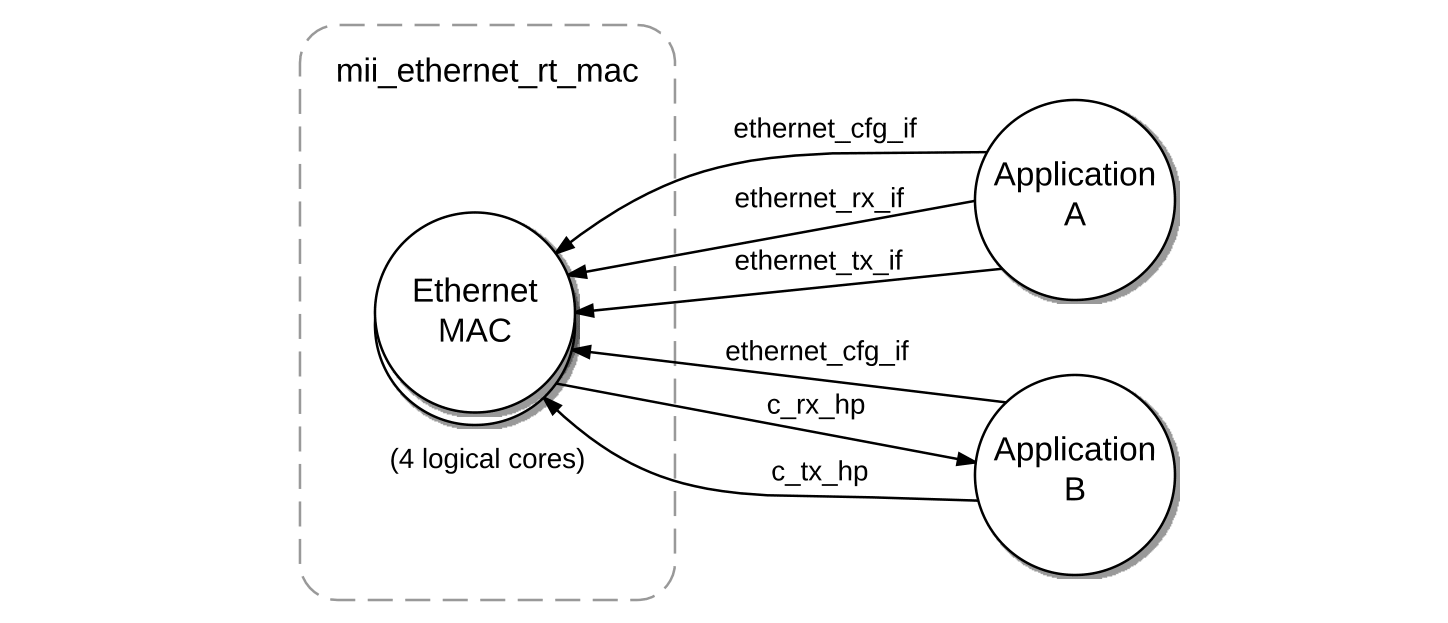 mii_ethernet_rt_mac
ethernet_cfg_if
ethernet_rx_if
ethernet_tx_if
Application
A
Ethernet
MAC
(4 logical cores)
ethernet_cfg_if
c_rx_hp
c_tx_hp
Application
B